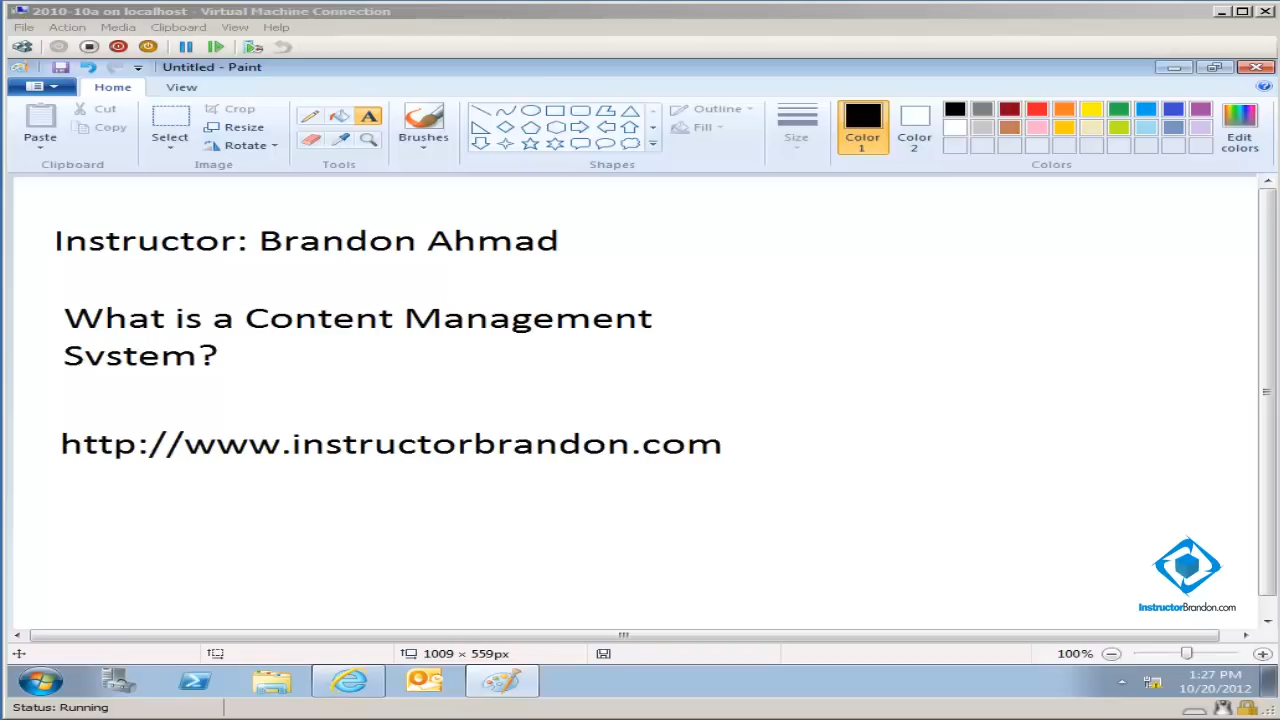 2010-10a on localhost - Virtual Machine Connection
File Action Media Clipboard View Help
Untitled - Paint
Home View
Paste
Cut
Copy
Clipboard
Select
Crop
Resize
Rotate
Image
Tools
Brushes
Shapes
Outline
Fill
Size
Color 1
Color 2
Edit colors
Colors
Instructor: Brandon Ahmad
What is a Content Management
System?
http://www.instructorbrandon.com
InstructorBrandon.com
1009 × 559px
100%
1:27 PM
10/20/2012
Status: Running